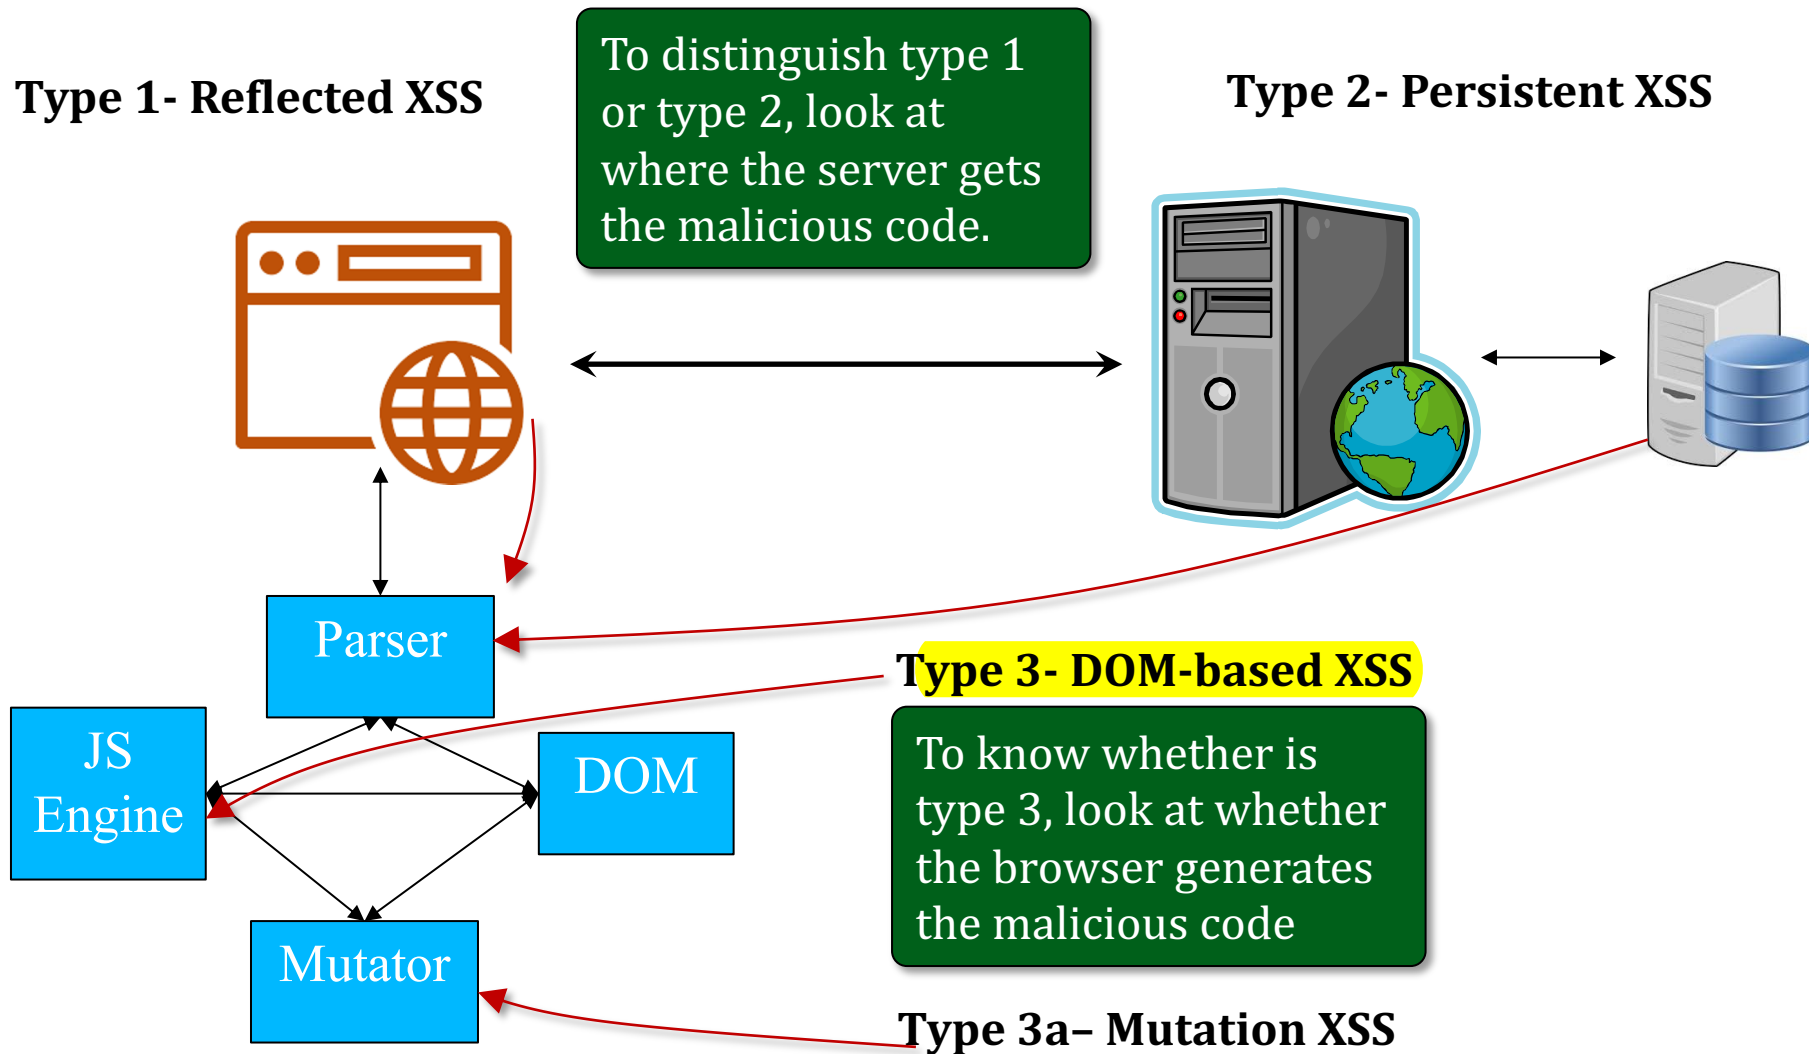 Type 1- Reflected XSS
To distinguish type 1
or type 2, look at
where the server gets
the malicious code.
Type 2- Persistent XSS
Parser
JS
Engine
DOM
Mutator
Type 3- DOM-based XSS
To know whether is
type 3, look at whether
the browser generates
the malicious code
Type 3a– Mutation XSS